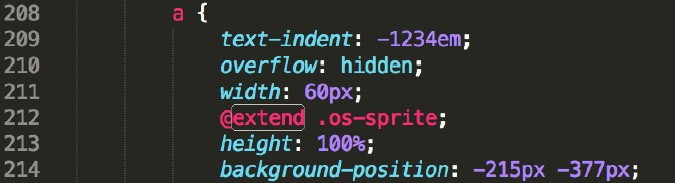 208 a {
209 text-indent: -1234em;
210 overflow: hidden;
211 width: 60px;
212 @extend .os-sprite;
213 height: 100%;
214 background-position: -215px -377px;